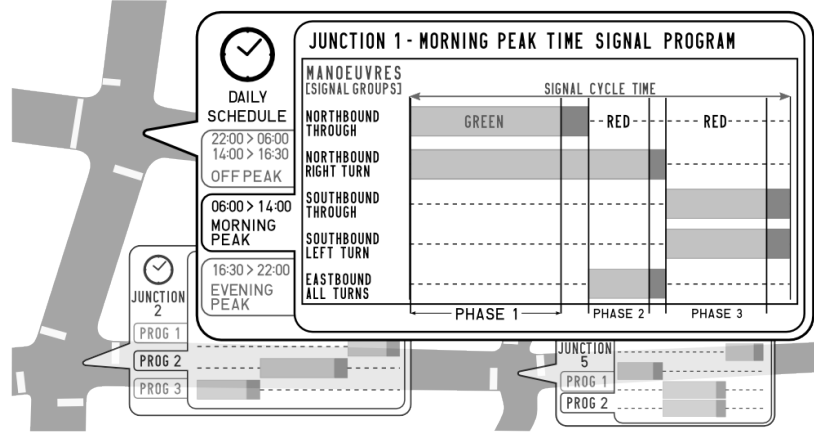 JUNCTION 1 - MORNING PEAK TIME SIGNAL PROGRAM
DAILY
SCHEDULE
22:00 > 06:00
14:00 > 16:30
OFF PEAK
06:00 > 14:00
MORNING
PEAK
16:30 > 22:00
EVENING
PEAK
MANOEUVRES
[SIGNAL GROUPS]
SIGNAL CYCLE TIME
NORTHBOUND
THROUGH
GREEN
RED
RED
NORTHBOUND
RIGHT TURN
SOUTHBOUND
THROUGH
SOUTHBOUND
LEFT TURN
EASTBOUND
ALL TURNS
PHASE 1
PHASE 2
PHASE 3
JUNCTION
2
PROG 1
PROG 2
PROG 3
JUNCTION
5
PROG 1
PROG 2